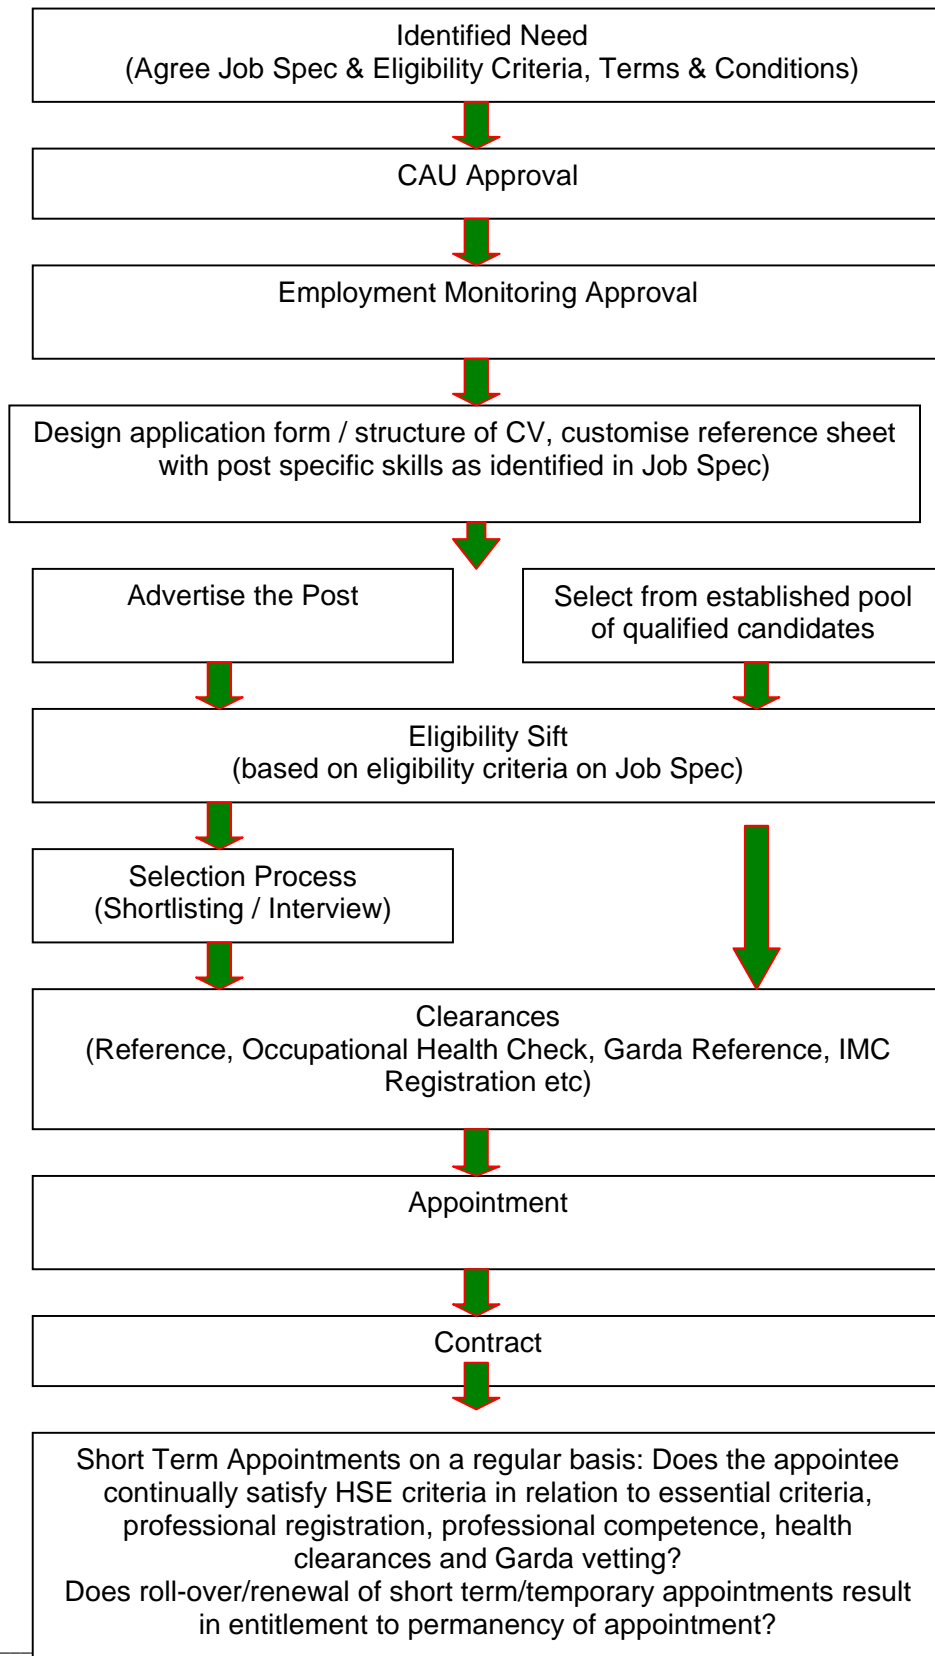 Identified Need
(Agree Job Spec & Eligibility Criteria, Terms & Conditions)
CAU Approval
Employment Monitoring Approval
Design application form / structure of CV, customise reference sheet
with post specific skills as identified in Job Spec)
Advertise the Post
Select from established pool
of qualified candidates
Eligibility Sift
(based on eligibility criteria on Job Spec)
Selection Process
(Shortlisting / Interview)
Clearances
(Reference, Occupational Health Check, Garda Reference, IMC
Registration etc)
Appointment
Contract
Short Term Appointments on a regular basis: Does the appointee
continually satisfy HSE criteria in relation to essential criteria,
professional registration, professional competence, health
clearances and Garda vetting?
Does roll-over/renewal of short term/temporary appointments result
in entitlement to permanency of appointment?